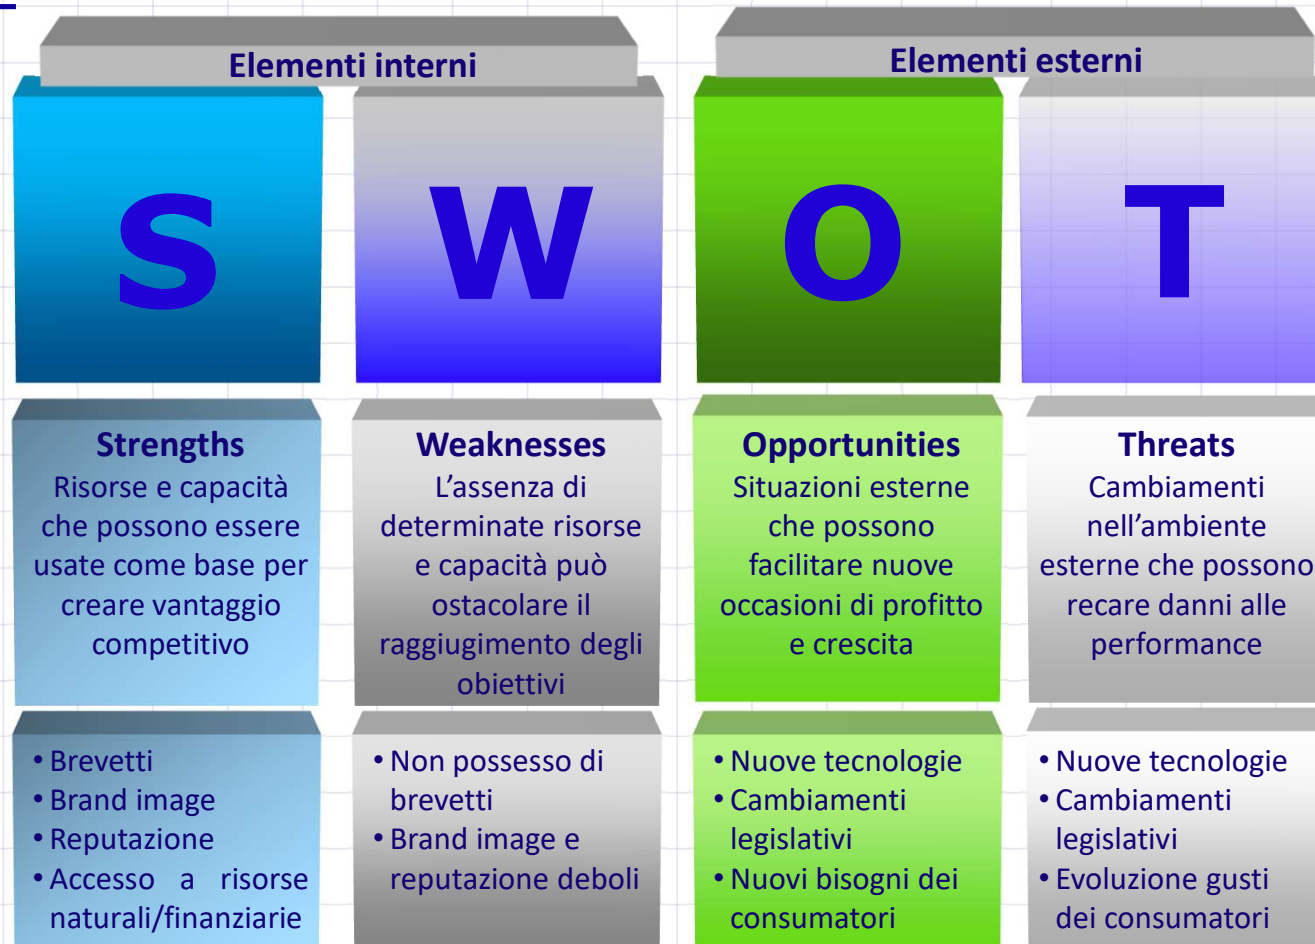 Elementi interni
Elementi esterni
S
W
O
T
Strengths
Risorse e capacità
che possono essere
usate come base per
creare vantaggio
competitivo
Weaknesses
L’assenza di
determinate risorse
e capacità può
ostacolare il
raggiugimento degli
obiettivi
Opportunities
Situazioni esterne
che possono
facilitare nuove
occasioni di profitto
e crescita
Threats
Cambiamenti
nell’ambiente
esterne che possono
recare danni alle
performance
• Brevetti
• Brand image
• Reputazione
• Accesso a risorse
naturali/finanziarie
• Non possesso di
brevetti
• Brand image e
reputazione deboli
• Nuove tecnologie
• Cambiamenti
legislativi
• Nuovi bisogni dei
consumatori
• Nuove tecnologie
• Cambiamenti
legislativi
• Evoluzione gusti
dei consumatori